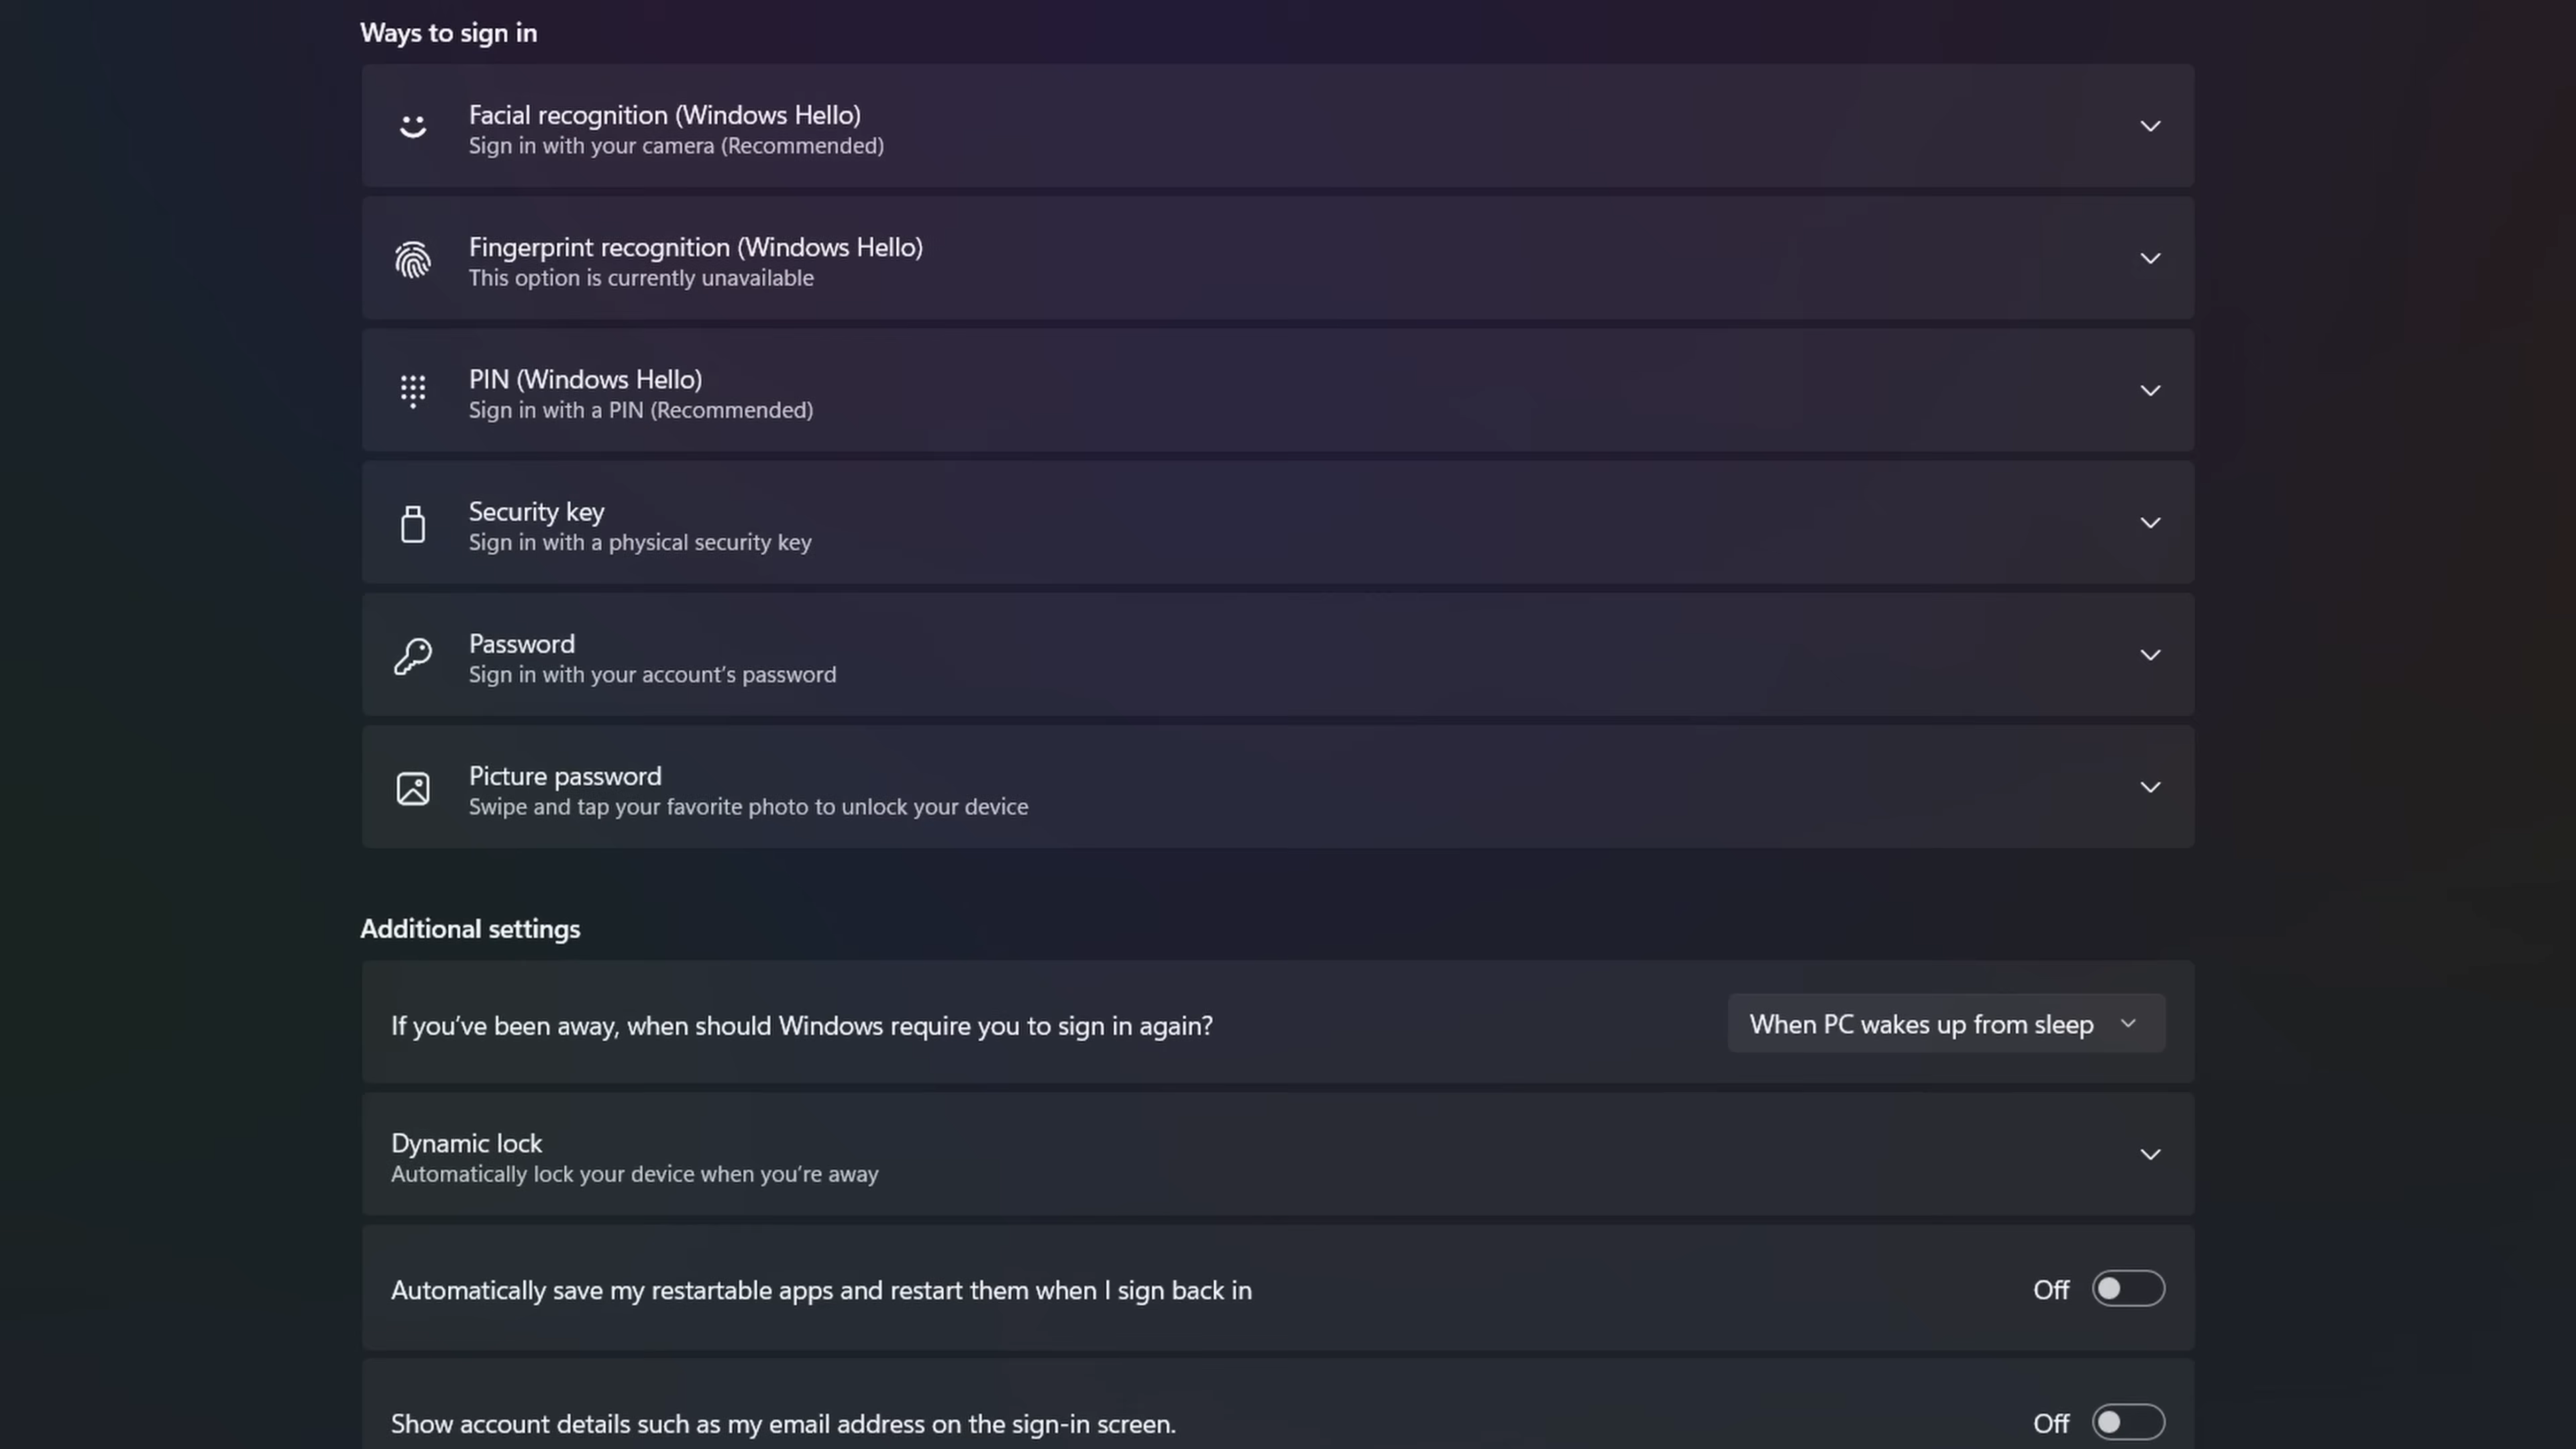 Ways to sign in
Facial recognition (Windows Hello)
Sign in with your camera (Recommended)
Fingerprint recognition (Windows Hello)
This option is currently unavailable
PIN (Windows Hello)
Sign in with a PIN (Recommended)
Security key
Sign in with a physical security key
Password
Sign in with your account’s password
Picture password
Swipe and tap your favorite photo to unlock your device
Additional settings
If you’ve been away, when should Windows require you to sign in again?
When PC wakes up from sleep
Dynamic lock
Automatically lock your device when you’re away
Automatically save my restartable apps and restart them when I sign back in
Off
Show account details such as my email address on the sign-in screen.
Off